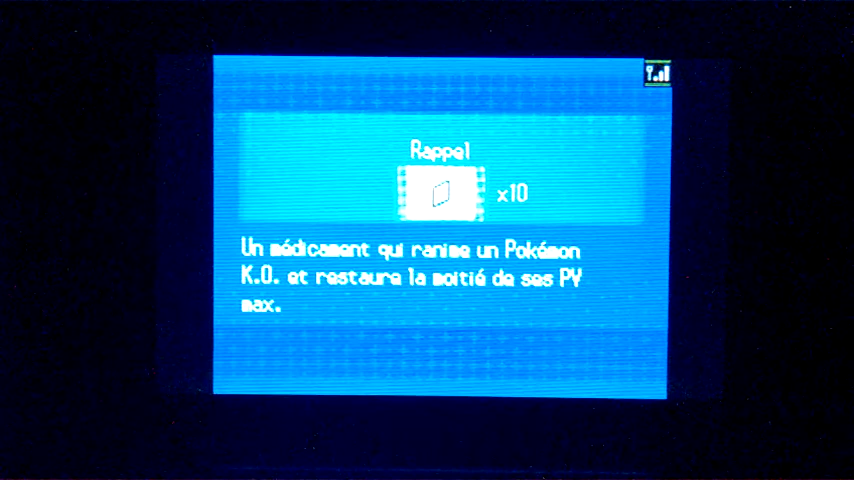 Rappel
x10
Un médicament qui ranime un Pokémon
K.O. et restaure la moitié de ses PV
max.